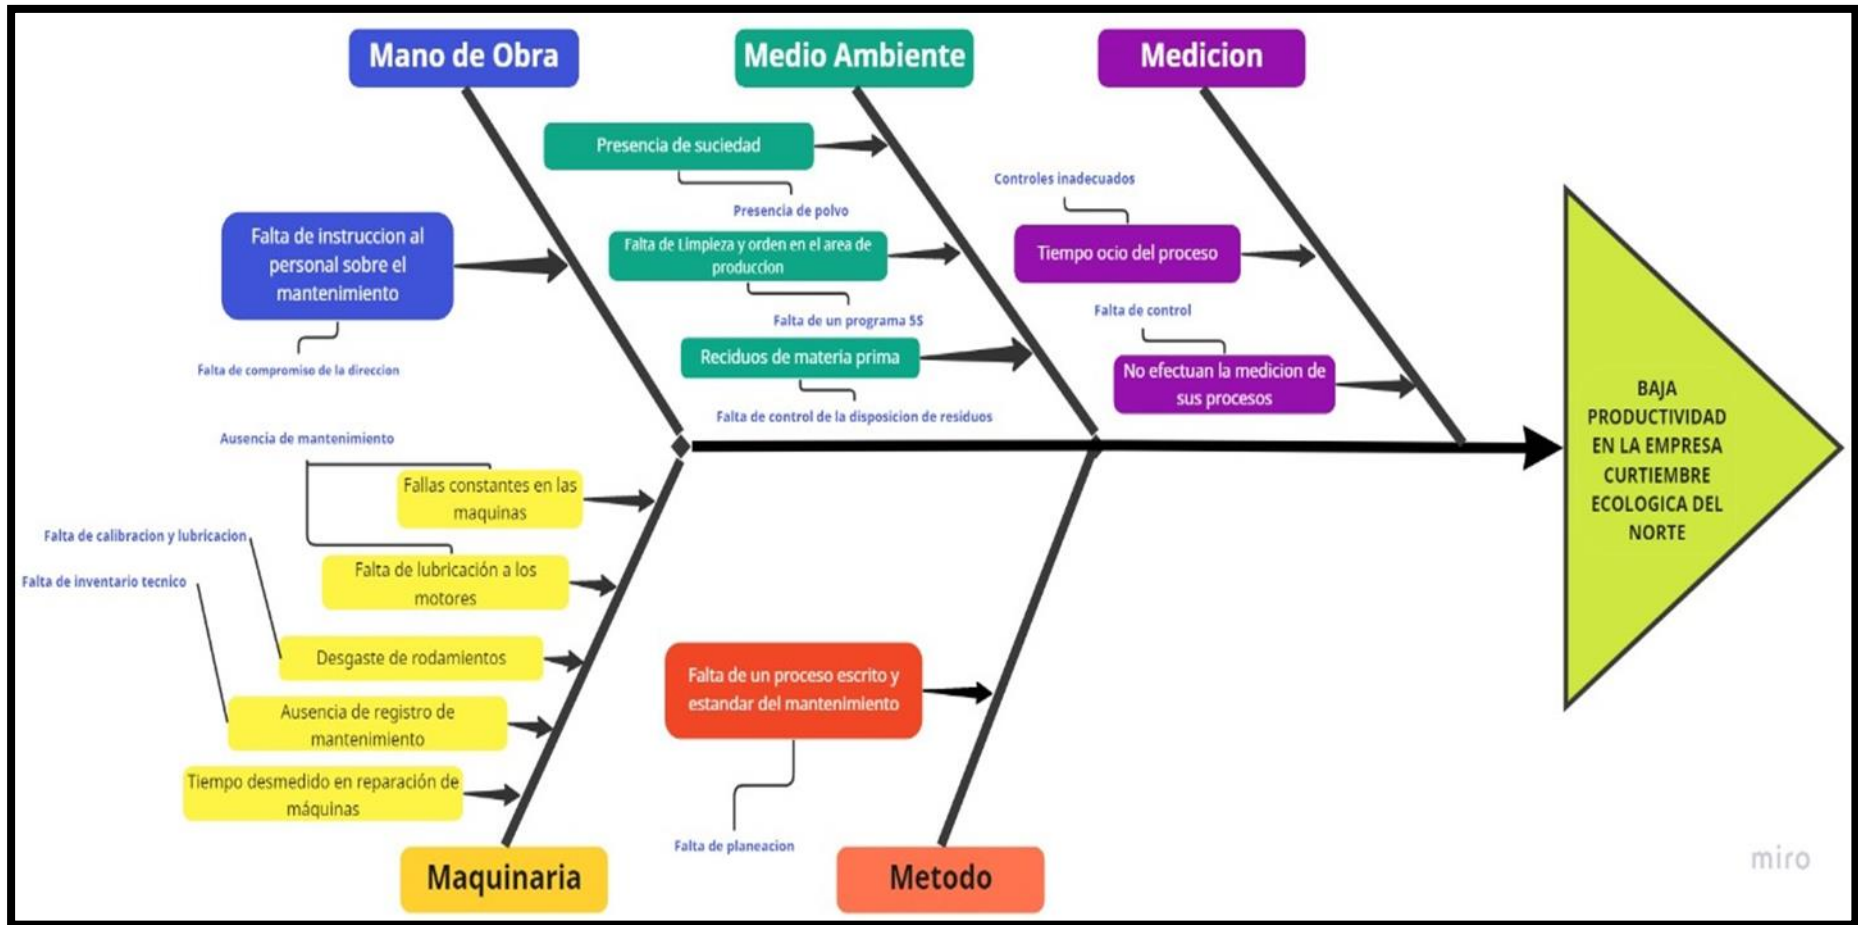 Mano de Obra
Medio Ambiente
Medicion
Presencia de suciedad
Presencia de polvo
Controles inadecuados
Falta de instruccion al
personal sobre el
mantenimiento
Falta de Limpieza y orden en el area de
produccion
Tiempo ocio del proceso
Falta de un programa 5S
Falta de control
Reciduos de materia prima
No efectuan la medicion de
sus procesos
Falta de compromiso de la direccion
Falta de control de la disposicion de residuos
BAJA
PRODUCTIVIDAD
EN LA EMPRESA
CURTIEMBRE
ECOLOGICA DEL
NORTE
Ausencia de mantenimiento
Fallas constantes en las
maquinas
Falta de calibracion y lubricacion
Falta de inventario tecnico
Falta de lubricación a los
motores
Desgaste de rodamientos
Ausencia de registro de
mantenimiento
Tiempo desmedido en reparación de
máquinas
Falta de un proceso escrito y
estandar del mantenimiento
Falta de planeacion
Maquinaria
Metodo
miro